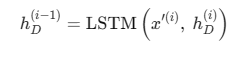 h_D^{(i-1)} = LSTM ( x'^{(i)}, h_D^{(i)} )